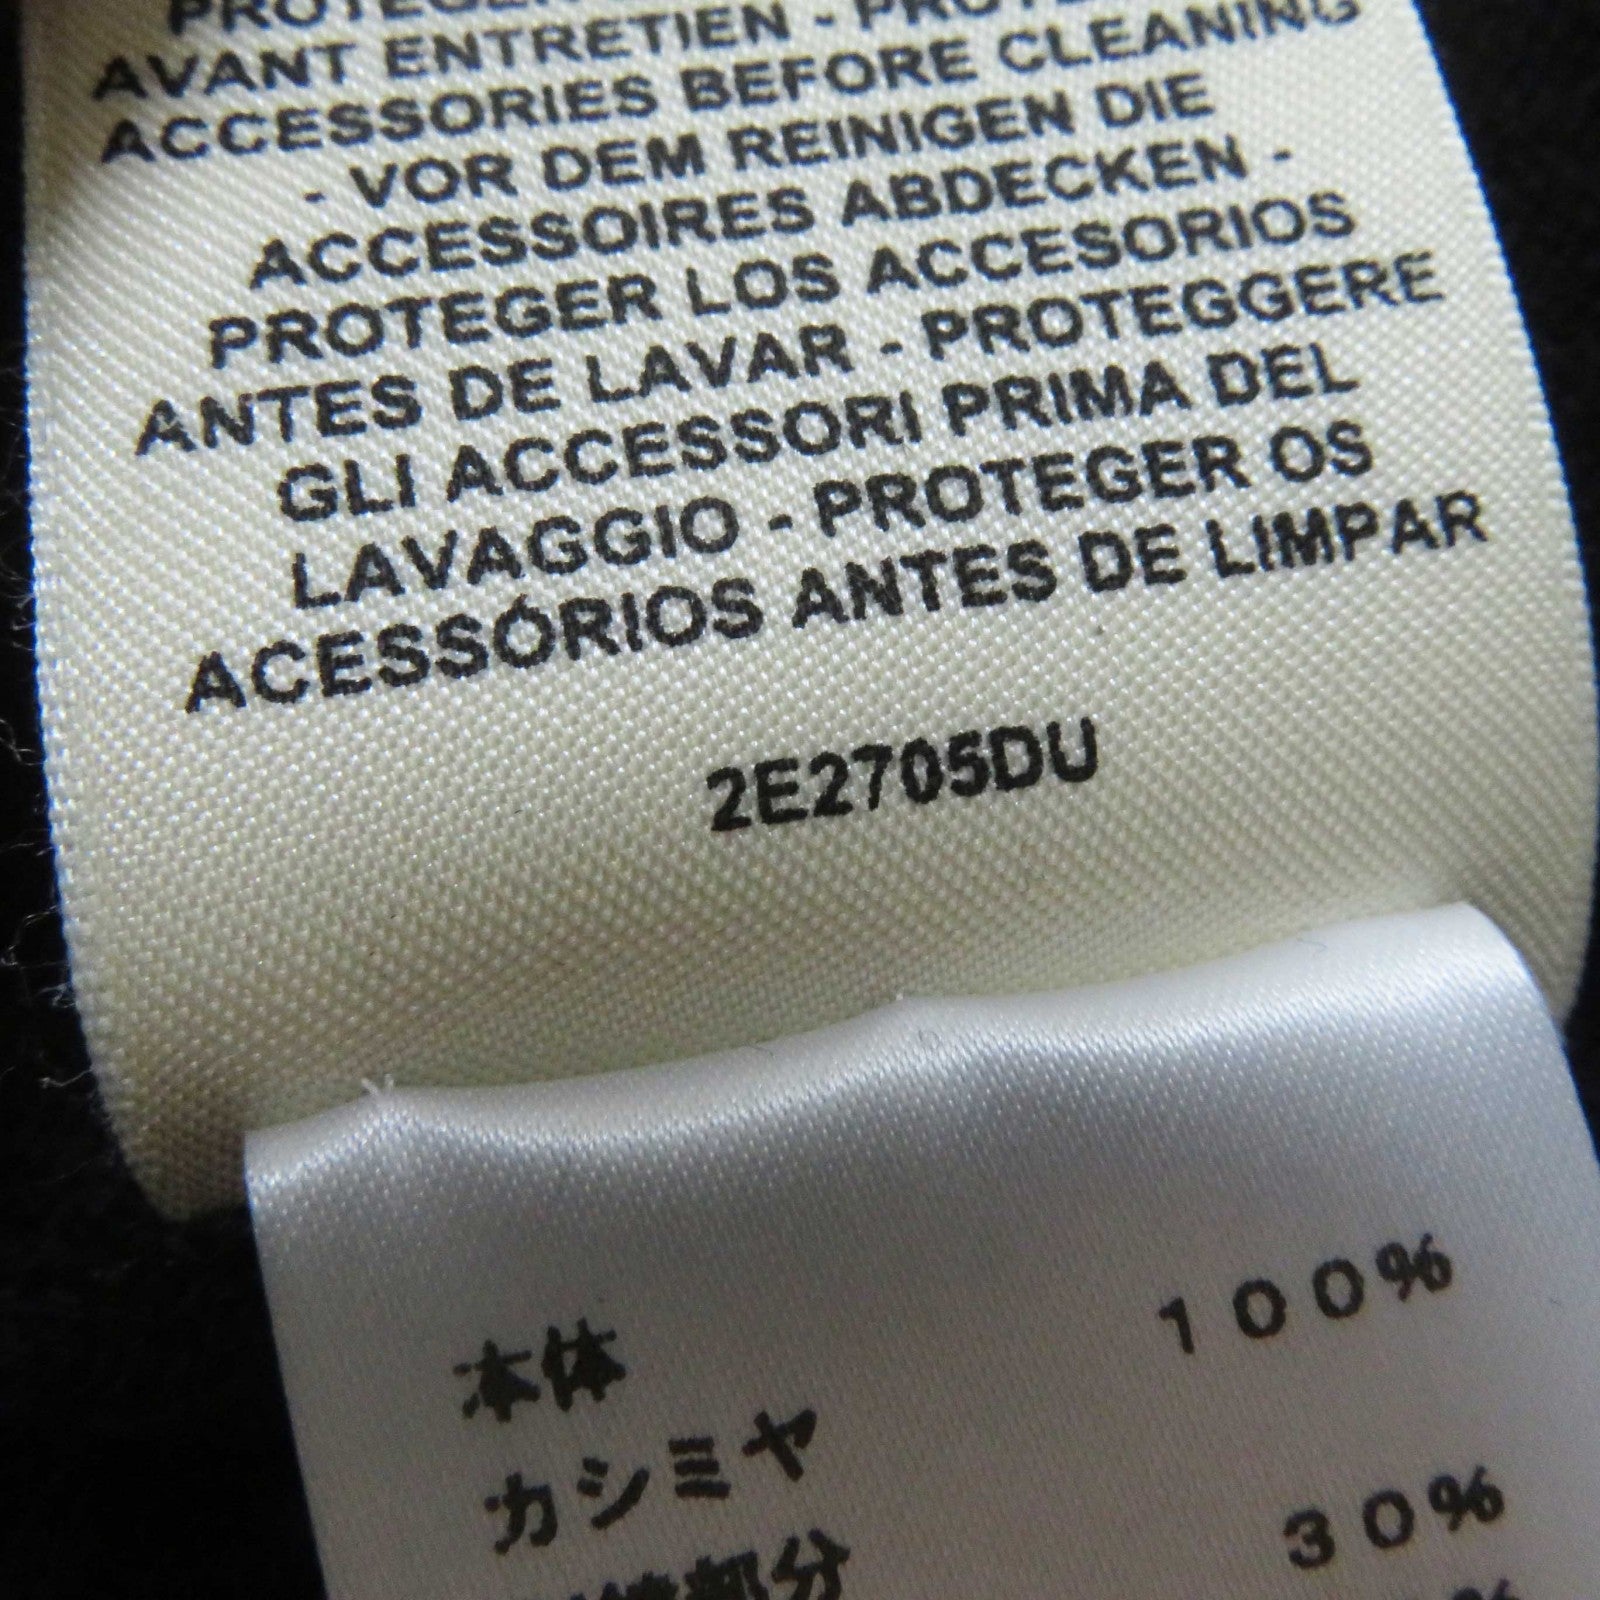 AVANT ENTRETIEN -
ACCESSORIES BEFORE CLEANING
- VOR DEM REINIGEN DIE
ACCESSOIRES ABDECKEN -
PROTEGER LOS ACCESORIOS
ANTES DE LAVAR - PROTEGGERE
GLI ACCESSORI PRIMA DEL
LAVAGGIO - PROTEGER OS
ACESSÓRIOS ANTES DE LIMPAR
2E2705DU
本体
カシミヤ 100%
部分
30%